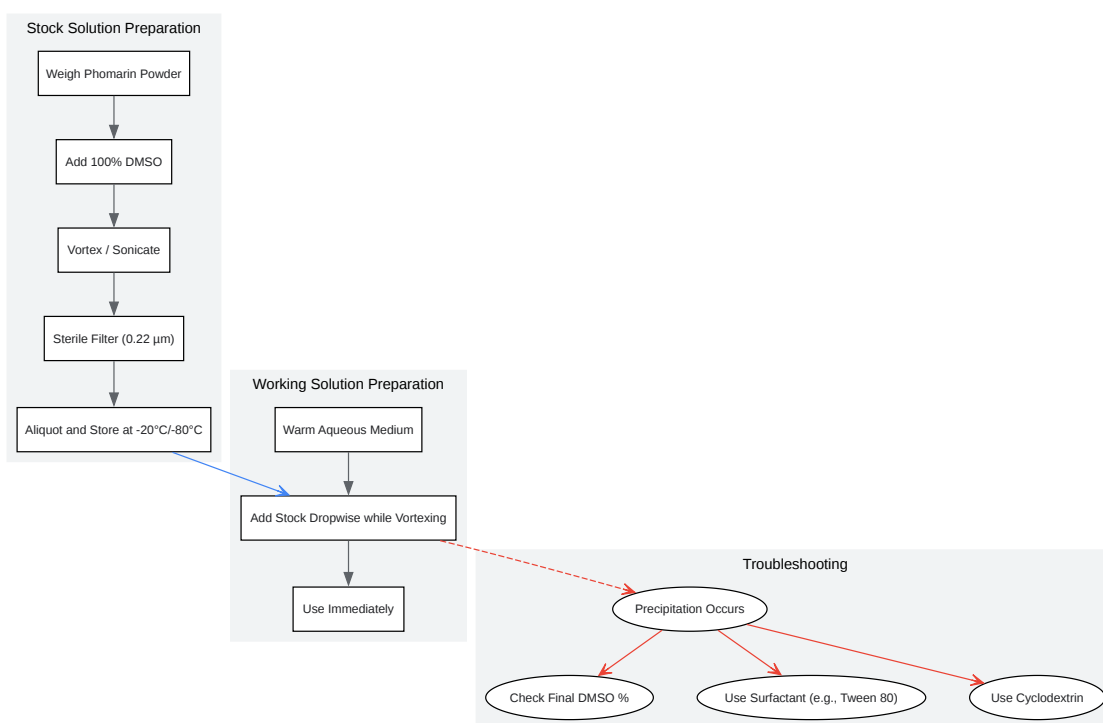 Stock Solution Preparation
Weigh Phomarin Powder
Add 100% DMSO
Vortex / Sonicate
Sterile Filter (0.22 µm)
Aliquot and Store at -20°C/-80°C
Working Solution Preparation
Warm Aqueous Medium
Add Stock Dropwise while Vortexing
Use Immediately
Troubleshooting
Precipitation Occurs
Check Final DMSO %
Use Surfactant (e.g., Tween 80)
Use Cyclodextrin